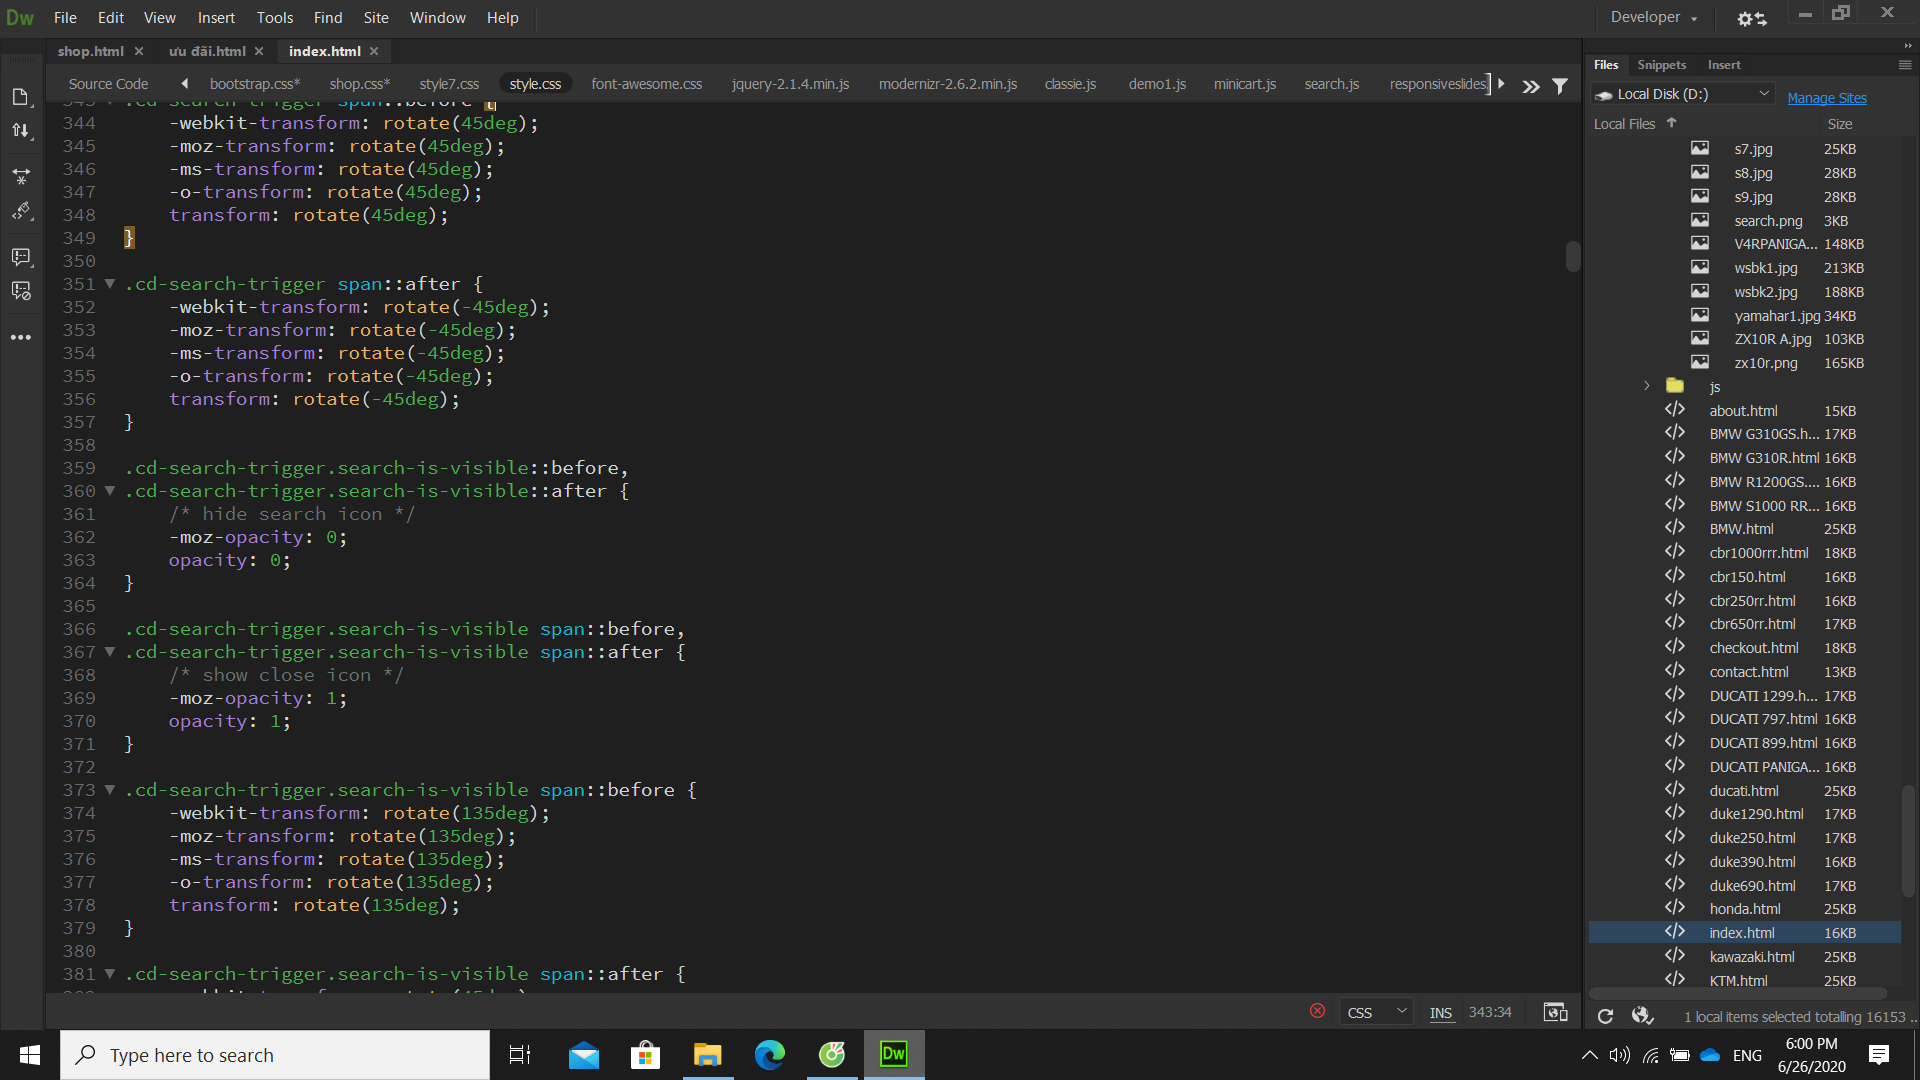 Dw File Edit View Insert Tools Find Site Window Help Developer
shop.html × ưu đãi.html × index.html ×
Source Code bootstrap.css* shop.css* style7.css style.css font-awesome.css jquery-2.1.4.min.js modernizr-2.6.2.min.js classie.js demo1.js minicart.js search.js responsiveslides
343 .cd-search-trigger span::before {
344 -webkit-transform: rotate(45deg);
345 -moz-transform: rotate(45deg);
346 -ms-transform: rotate(45deg);
347 -o-transform: rotate(45deg);
348 transform: rotate(45deg);
349 }
350
351 .cd-search-trigger span::after {
352 -webkit-transform: rotate(-45deg);
353 -moz-transform: rotate(-45deg);
354 -ms-transform: rotate(-45deg);
355 -o-transform: rotate(-45deg);
356 transform: rotate(-45deg);
357 }
358
359 .cd-search-trigger.search-is-visible::before,
360 .cd-search-trigger.search-is-visible::after {
361 /* hide search icon */
362 -moz-opacity: 0;
363 opacity: 0;
364 }
365
366 .cd-search-trigger.search-is-visible span::before,
367 .cd-search-trigger.search-is-visible span::after {
368 /* show close icon */
369 -moz-opacity: 1;
370 opacity: 1;
371 }
372
373 .cd-search-trigger.search-is-visible span::before {
374 -webkit-transform: rotate(135deg);
375 -moz-transform: rotate(135deg);
376 -ms-transform: rotate(135deg);
377 -o-transform: rotate(135deg);
378 transform: rotate(135deg);
379 }
380
381 .cd-search-trigger.search-is-visible span::after {
CSS INS 343:34
Files Snippets Insert
Local Disk (D:) Manage Sites
Local Files Size
s7.jpg 25KB
s8.jpg 28KB
s9.jpg 28KB
search.png 3KB
V4RPANIGA... 148KB
wsbk1.jpg 213KB
wsbk2.jpg 188KB
yamahar1.jpg 34KB
ZX10R A.jpg 103KB
zx10r.png 165KB
js
about.html 15KB
BMW G310GS.h... 17KB
BMW G310R.html 16KB
BMW R1200GS.... 16KB
BMW S1000 RR... 16KB
BMW.html 25KB
cbr1000rrr.html 18KB
cbr150.html 16KB
cbr250rr.html 16KB
cbr650rr.html 17KB
checkout.html 18KB
contact.html 13KB
DUCATI 1299.h... 17KB
DUCATI 797.html 16KB
DUCATI 899.html 16KB
DUCATI PANIGA... 16KB
ducati.html 25KB
duke1290.html 17KB
duke250.html 17KB
duke390.html 16KB
duke690.html 17KB
honda.html 25KB
index.html 16KB
kawazaki.html 25KB
KTM.html 25KB
1 local items selected totalling 16153 ..
Type here to search
Dw
ENG
6:00 PM
6/26/2020